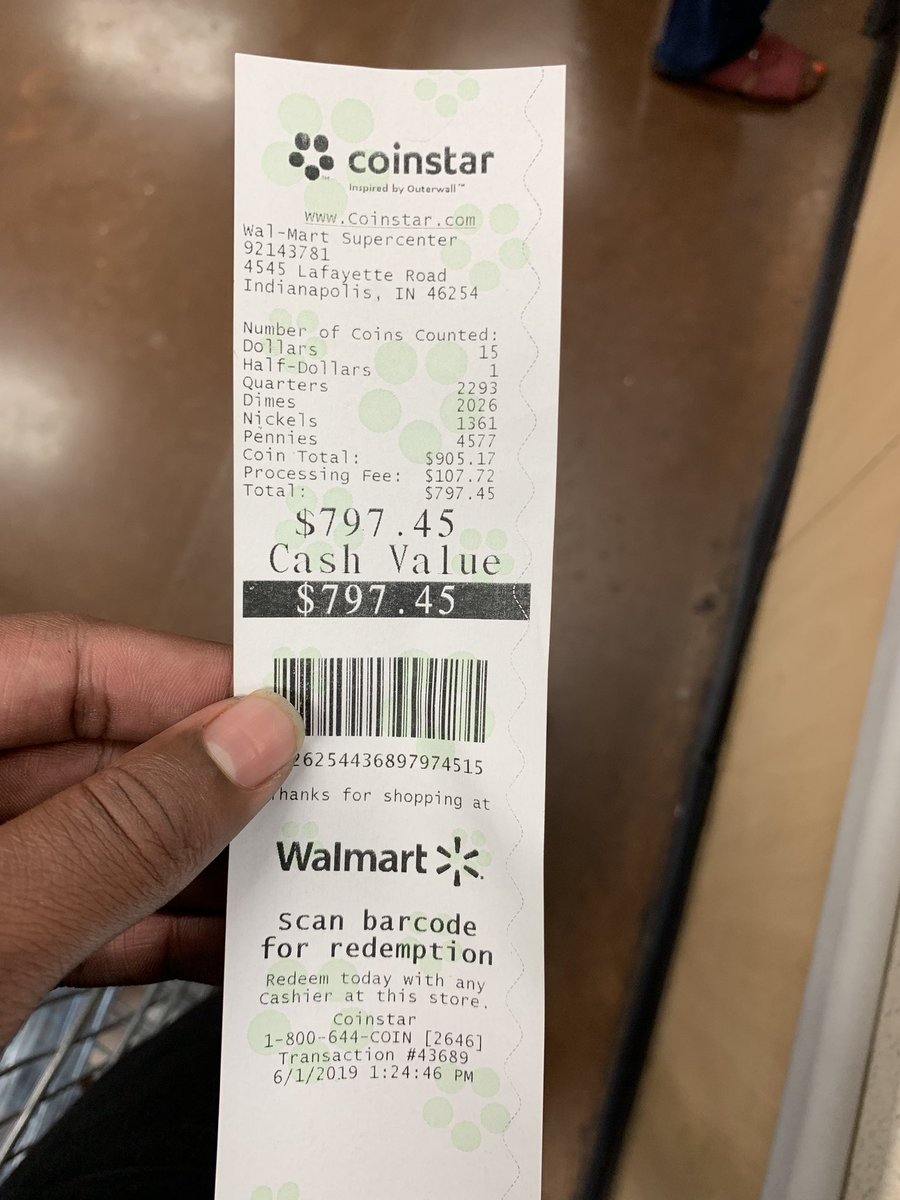 coinstar
Inspired by Outerwall™
www.Coinstar.com
Wal-Mart Supercenter
92143781
4545 Lafayette Road
Indianapolis, IN 46254
Number of Coins Counted:
Dollars 15
Half-Dollars 1
Quarters 2293
Dimes 2026
Nickels 1361
Pennies 4577
Coin Total: $905.17
Processing Fee: $107.72
Total: $797.45
$797.45
Cash Value
$797.45
26254436897974515
hanks for shopping at
Walmart
Scan barcode
for redemption
Redeem today with any
Cashier at this store.
Coinstar
1-800-644-COIN [2646]
Transaction #43689
6/1/2019 1:24:46 PM